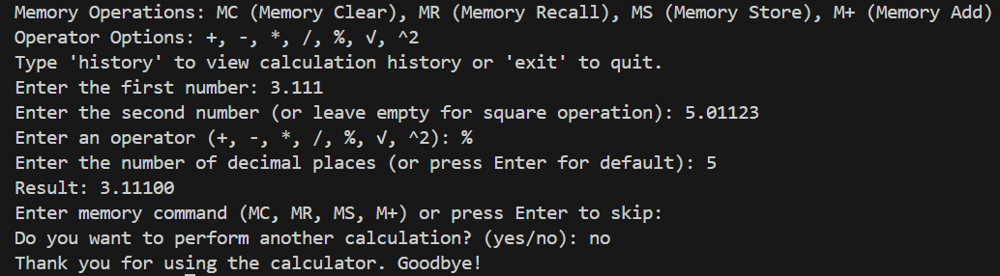 Memory Operations: MC (Memory Clear), MR (Memory Recall), MS (Memory Store), M+ (Memory Add)
Operator Options: +, -, *, /, %, √, ^2
Type 'history' to view calculation history or 'exit' to quit.
Enter the first number: 3.111
Enter the second number (or leave empty for square operation): 5.01123
Enter an operator (+, -, *, /, %, √, ^2): %
Enter the number of decimal places (or press Enter for default): 5
Result: 3.11100
Enter memory command (MC, MR, MS, M+) or press Enter to skip:
Do you want to perform another calculation? (yes/no): no
Thank you for using the calculator. Goodbye!